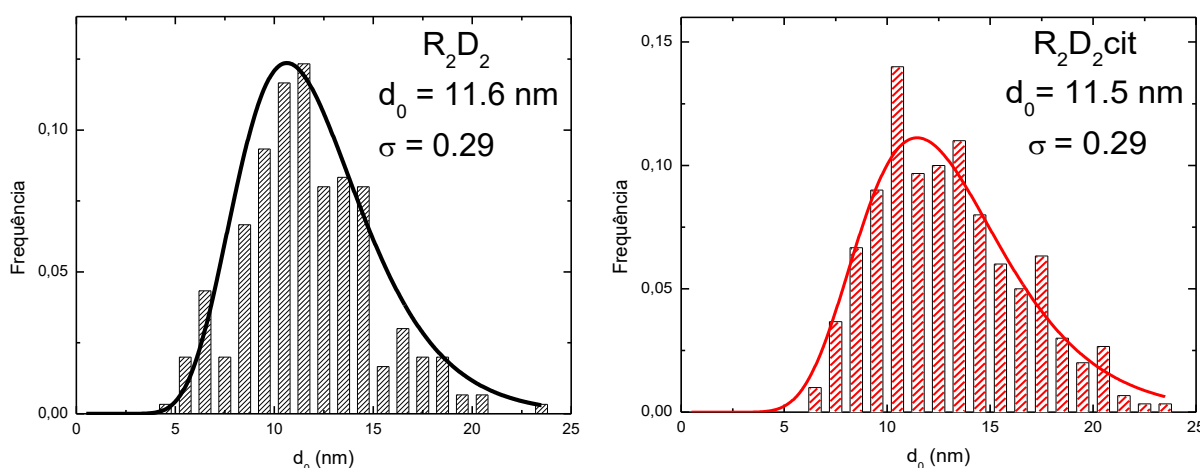 R₂D₂
d₀ = 11.6 nm
σ = 0.29
Frequência
0,10
0,05
0,00
0
5
10
15
20
25
d₀ (nm)
R₂D₂cit
d₀= 11.5 nm
σ = 0.29
Frequência
0,15
0,10
0,05
0,00
0
5
10
15
20
25
d₀ (nm)